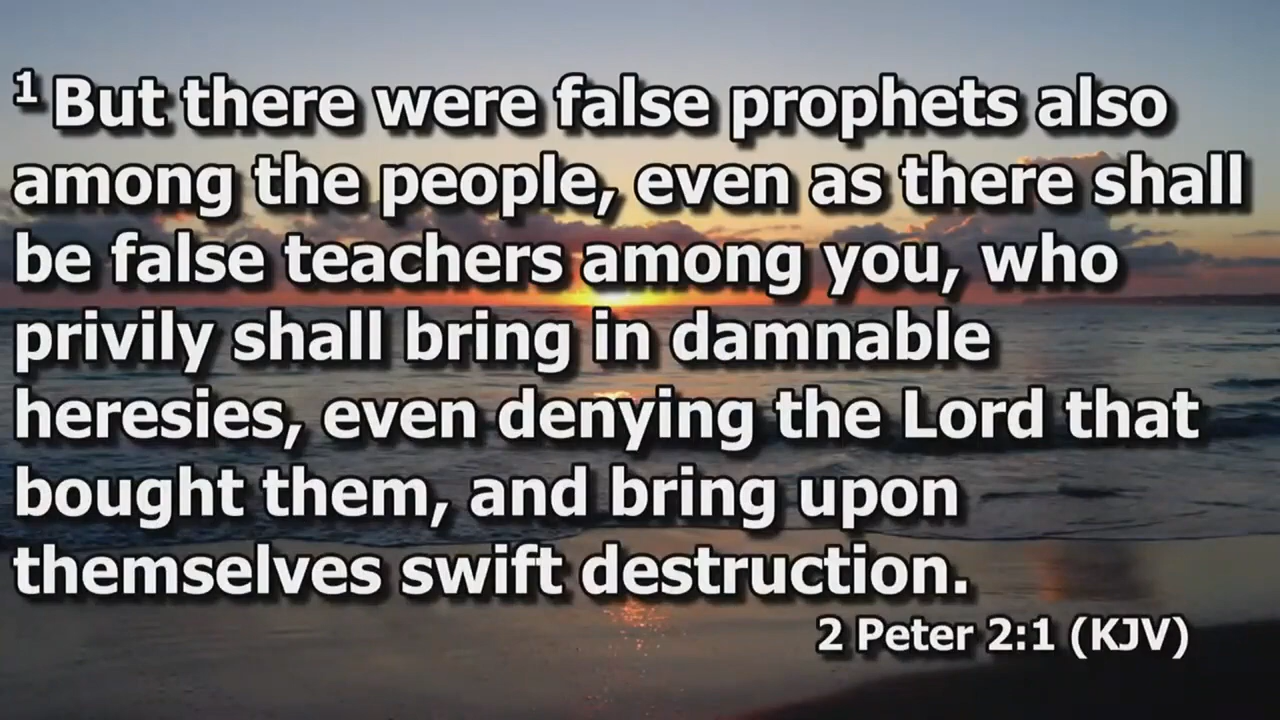 1 But there were false prophets also
among the people, even as there shall
be false teachers among you, who
privily shall bring in damnable
heresies, even denying the Lord that
bought them, and bring upon
themselves swift destruction.
2 Peter 2:1 (KJV)